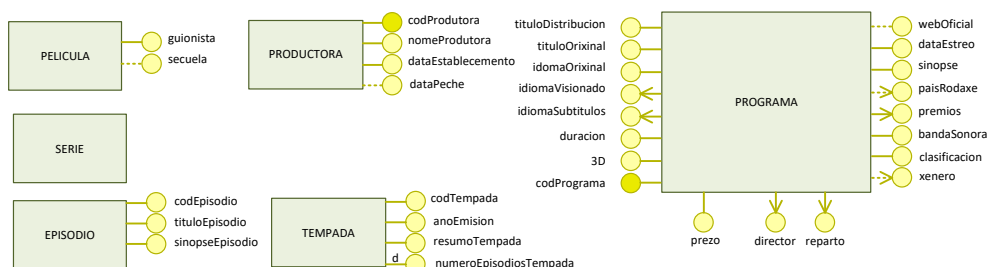 PELICULA
guionista
secuela
PRODUCTORA
codProdutora
nomeProdutora
dataEstablecemento
dataPeche
PROGRAMA
tituloDistribucion
tituloOrixinal
idomaOrixinal
idiomaVisionado
idiomaSubtitulos
duracion
3D
codPrograma
webOficial
dataEstreo
sinopse
paisRodaxe
premios
bandaSonora
clasificacion
xenero
prezo
director
reparto
SERIE
EPISODIO
codEpisodio
tituloEpisodio
sinopseEpisodio
TEMPADA
codTempada
anoEmision
resumoTempada
d
numeroEpisodiosTempada